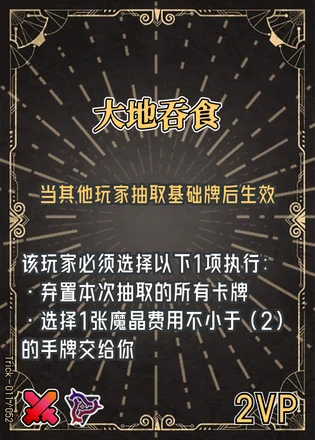 大地吞食
当其他玩家抽取基础牌后生效
该玩家必须选择以下1项执行：
·弃置本次抽取的所有卡牌
·选择1张魔晶费用不小于（2）
的手牌交给你
2VP
Trick-0117052